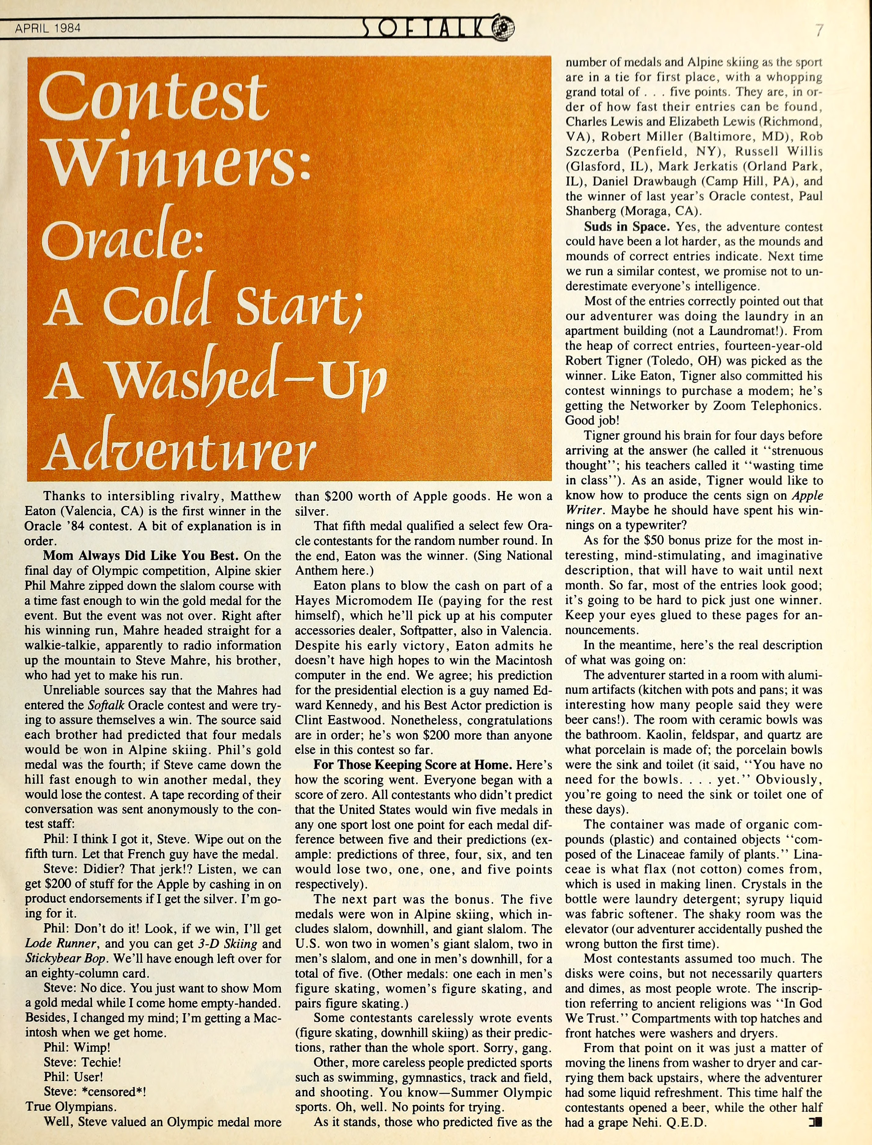 APRIL 1984
SOFTALK
7
Contest
Winners:
Oracle:
A Cold Start;
A Washed–Up
Adventurer
Thanks to intersibling rivalry, Matthew
Eaton (Valencia, CA) is the first winner in the
Oracle '84 contest. A bit of explanation is in
order.
Mom Always Did Like You Best. On the
final day of Olympic competition, Alpine skier
Phil Mahre zipped down the slalom course with
a time fast enough to win the gold medal for the
event. But the event was not over. Right after
his winning run, Mahre headed straight for a
walkie-talkie, apparently to radio information
up the mountain to Steve Mahre, his brother,
who had yet to make his run.
Unreliable sources say that the Mahres had
entered the Softalk Oracle contest and were try-
ing to assure themselves a win. The source said
each brother had predicted that four medals
would be won in Alpine skiing. Phil's gold
medal was the fourth; if Steve came down the
hill fast enough to win another medal, they
would lose the contest. A tape recording of their
conversation was sent anonymously to the con-
test staff:
Phil: I think I got it, Steve. Wipe out on the
fifth turn. Let that French guy have the medal.
Steve: Didier? That jerk!? Listen, we can
get $200 of stuff for the Apple by cashing in on
product endorsements if I get the silver. I'm go-
ing for it.
Phil: Don't do it! Look, if we win, I'll get
Lode Runner, and you can get 3-D Skiing and
Stickybear Bop. We'll have enough left over for
an eighty-column card.
Steve: No dice. You just want to show Mom
a gold medal while I come home empty-handed.
Besides, I changed my mind; I'm getting a Mac-
intosh when we get home.
Phil: Wimp!
Steve: Techie!
Phil: User!
Steve: *censored*!
True Olympians.
Well, Steve valued an Olympic medal more
than $200 worth of Apple goods. He won a
silver.
That fifth medal qualified a select few Ora-
cle contestants for the random number round. In
the end, Eaton was the winner. (Sing National
Anthem here.)
Eaton plans to blow the cash on part of a
Hayes Micromodem IIe (paying for the rest
himself), which he'll pick up at his computer
accessories dealer, Softpatter, also in Valencia.
Despite his early victory, Eaton admits he
doesn't have high hopes to win the Macintosh
computer in the end. We agree; his prediction
for the presidential election is a guy named Ed-
ward Kennedy, and his Best Actor prediction is
Clint Eastwood. Nonetheless, congratulations
are in order; he's won $200 more than anyone
else in this contest so far.
For Those Keeping Score at Home. Here's
how the scoring went. Everyone began with a
score of zero. All contestants who didn't predict
that the United States would win five medals in
any one sport lost one point for each medal dif-
ference between five and their predictions (ex-
ample: predictions of three, four, six, and ten
would lose two, one, one, and five points
respectively).
The next part was the bonus. The five
medals were won in Alpine skiing, which in-
cludes slalom, downhill, and giant slalom. The
U.S. won two in women's giant slalom, two in
men's slalom, and one in men's downhill, for a
total of five. (Other medals: one each in men's
figure skating, women's figure skating, and
pairs figure skating.)
Some contestants carelessly wrote events
(figure skating, downhill skiing) as their predic-
tions, rather than the whole sport. Sorry, gang.
Other, more careless people predicted sports
such as swimming, gymnastics, track and field,
and shooting. You know—Summer Olympic
sports. Oh, well. No points for trying.
As it stands, those who predicted five as the
number of medals and Alpine skiing as the sport
are in a tie for first place, with a whopping
grand total of . . . five points. They are, in or-
der of how fast their entries can be found,
Charles Lewis and Elizabeth Lewis (Richmond,
VA), Robert Miller (Baltimore, MD), Rob
Szczerba (Penfield, NY), Russell Willis
(Glasford, IL), Mark Jerkatis (Orland Park,
IL), Daniel Drawbaugh (Camp Hill, PA), and
the winner of last year's Oracle contest, Paul
Shanberg (Moraga, CA).
Suds in Space. Yes, the adventure contest
could have been a lot harder, as the mounds and
mounds of correct entries indicate. Next time
we run a similar contest, we promise not to un-
derestimate everyone's intelligence.
Most of the entries correctly pointed out that
our adventurer was doing the laundry in an
apartment building (not a Laundromat!). From
the heap of correct entries, fourteen-year-old
Robert Tigner (Toledo, OH) was picked as the
winner. Like Eaton, Tigner also committed his
contest winnings to purchase a modem; he's
getting the Networker by Zoom Telephonics.
Good job!
Tigner ground his brain for four days before
arriving at the answer (he called it "strenuous
thought"; his teachers called it "wasting time
in class"). As an aside, Tigner would like to
know how to produce the cents sign on Apple
Writer. Maybe he should have spent his win-
nings on a typewriter?
As for the $50 bonus prize for the most in-
teresting, mind-stimulating, and imaginative
description, that will have to wait until next
month. So far, most of the entries look good;
it's going to be hard to pick just one winner.
Keep your eyes glued to these pages for an-
nouncements.
In the meantime, here's the real description
of what was going on:
The adventurer started in a room with alumi-
num artifacts (kitchen with pots and pans; it was
interesting how many people said they were
beer cans!). The room with ceramic bowls was
the bathroom. Kaolin, feldspar, and quartz are
what porcelain is made of; the porcelain bowls
were the sink and toilet (it said, "You have no
need for the bowls. . . . yet." Obviously,
you're going to need the sink or toilet one of
these days).
The container was made of organic com-
pounds (plastic) and contained objects "com-
posed of the Linaceae family of plants." Lina-
ceae is what flax (not cotton) comes from,
which is used in making linen. Crystals in the
bottle were laundry detergent; syrupy liquid
was fabric softener. The shaky room was the
elevator (our adventurer accidentally pushed the
wrong button the first time).
Most contestants assumed too much. The
disks were coins, but not necessarily quarters
and dimes, as most people wrote. The inscrip-
tion referring to ancient religions was "In God
We Trust." Compartments with top hatches and
front hatches were washers and dryers.
From that point on it was just a matter of
moving the linens from washer to dryer and car-
rying them back upstairs, where the adventurer
had some liquid refreshment. This time half the
contestants opened a beer, while the other half
had a grape Nehi. Q.E.D.